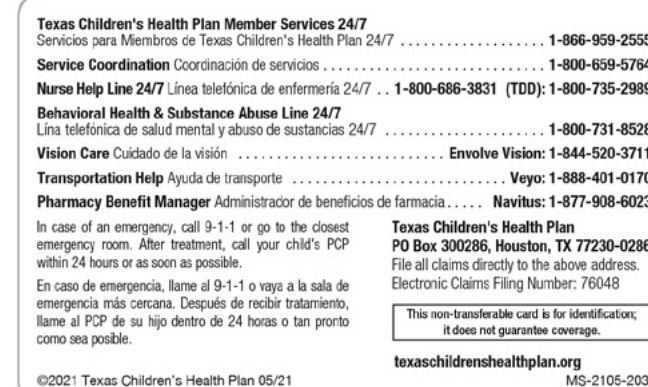 Texas Children's Health Plan Member Services 24/7
Servicios para Miembros de Texas Children's Health Plan 24/7 . . . . . . . . . . . . . . . . . . . 1-866-959-2555
Service Coordination Coordinación de servicios . . . . . . . . . . . . . . . . . . . . . . . . . . . . . 1-800-659-5764
Nurse Help Line 24/7 Línea telefónica de enfermería 24/7 . . 1-800-686-3831 (TDD): 1-800-735-2989
Behavioral Health & Substance Abuse Line 24/7
Lína telefónica de salud mental y abuso de sustancias 24/7 . . . . . . . . . . . . . . . . . . . . . 1-800-731-8528
Vision Care Cuidado de la visión . . . . . . . . . . . . . . . . . . . . . . . . . . . Envolve Vision: 1-844-520-3711
Transportation Help Ayuda de transporte . . . . . . . . . . . . . . . . . . . . . . . . . . . . Veyo: 1-888-401-0170
Pharmacy Benefit Manager Administrador de beneficios de farmacia . . . . . Navitus: 1-877-908-6023
In case of an emergency, call 9-1-1 or go to the closest
emergency room. After treatment, call your child's PCP
within 24 hours or as soon as possible.
En caso de emergencia, llame al 9-1-1 o vaya a la sala de
emergencia más cercana. Después de recibir tratamiento,
llame al PCP de su hijo dentro de 24 horas o tan pronto
como sea posible.
Texas Children's Health Plan
PO Box 300286, Houston, TX 77230-0286
File all claims directly to the above address.
Electronic Claims Filing Number: 76048
This non-transferable card is for identification;
it does not guarantee coverage.
texaschildrenshealthplan.org
©2021 Texas Children's Health Plan 05/21
MS-2105-203